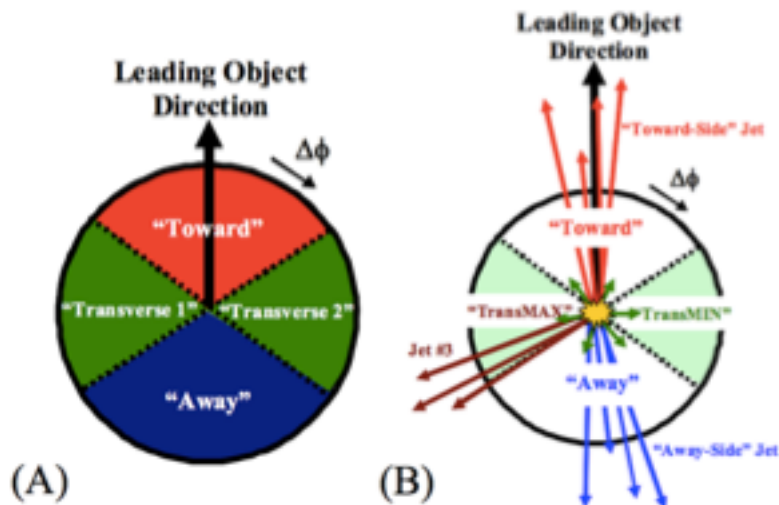 Leading Object
Direction
Δϕ
“Toward”
“Transverse 1”
“Transverse 2”
“Away”
(A)
Leading Object
Direction
“Toward-Side” Jet
Δϕ
“Toward”
“TransMAX”
“TransMIN”
Jet #3
“Away”
“Away-Side” Jet
(B)